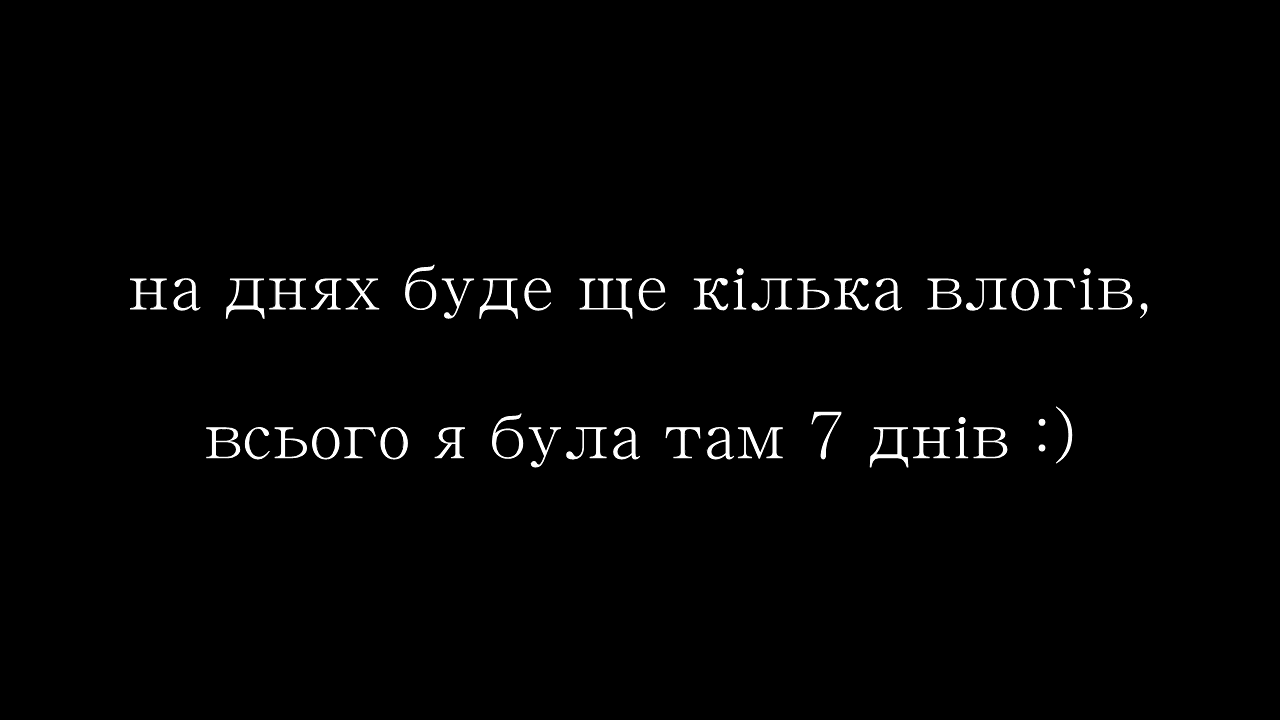 на днях буде ще кілька влогів,
всього я була там 7 днів :)